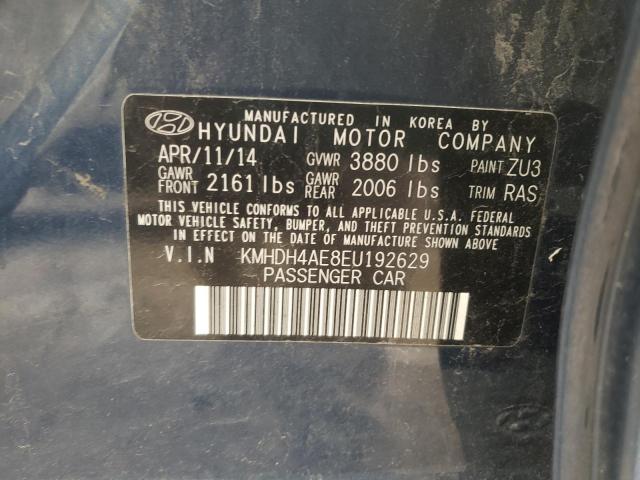 MANUFACTURED IN KOREA BY
HYUNDAI MOTOR COMPANY
APR/11/14 GVWR 3880 lbs PAINT ZU3
GAWR FRONT 2161 lbs GAWR REAR 2006 lbs TRIM RAS
THIS VEHICLE CONFORMS TO ALL APPLICABLE U.S.A. FEDERAL
MOTOR VEHICLE SAFETY, BUMPER, AND THEFT PREVENTION STANDARDS
IN EFFECT ON THE DATE OF MANUFACTURE SHOWN ABOVE
V.I.N KMHDH4AE8EU192629
PASSENGER CAR